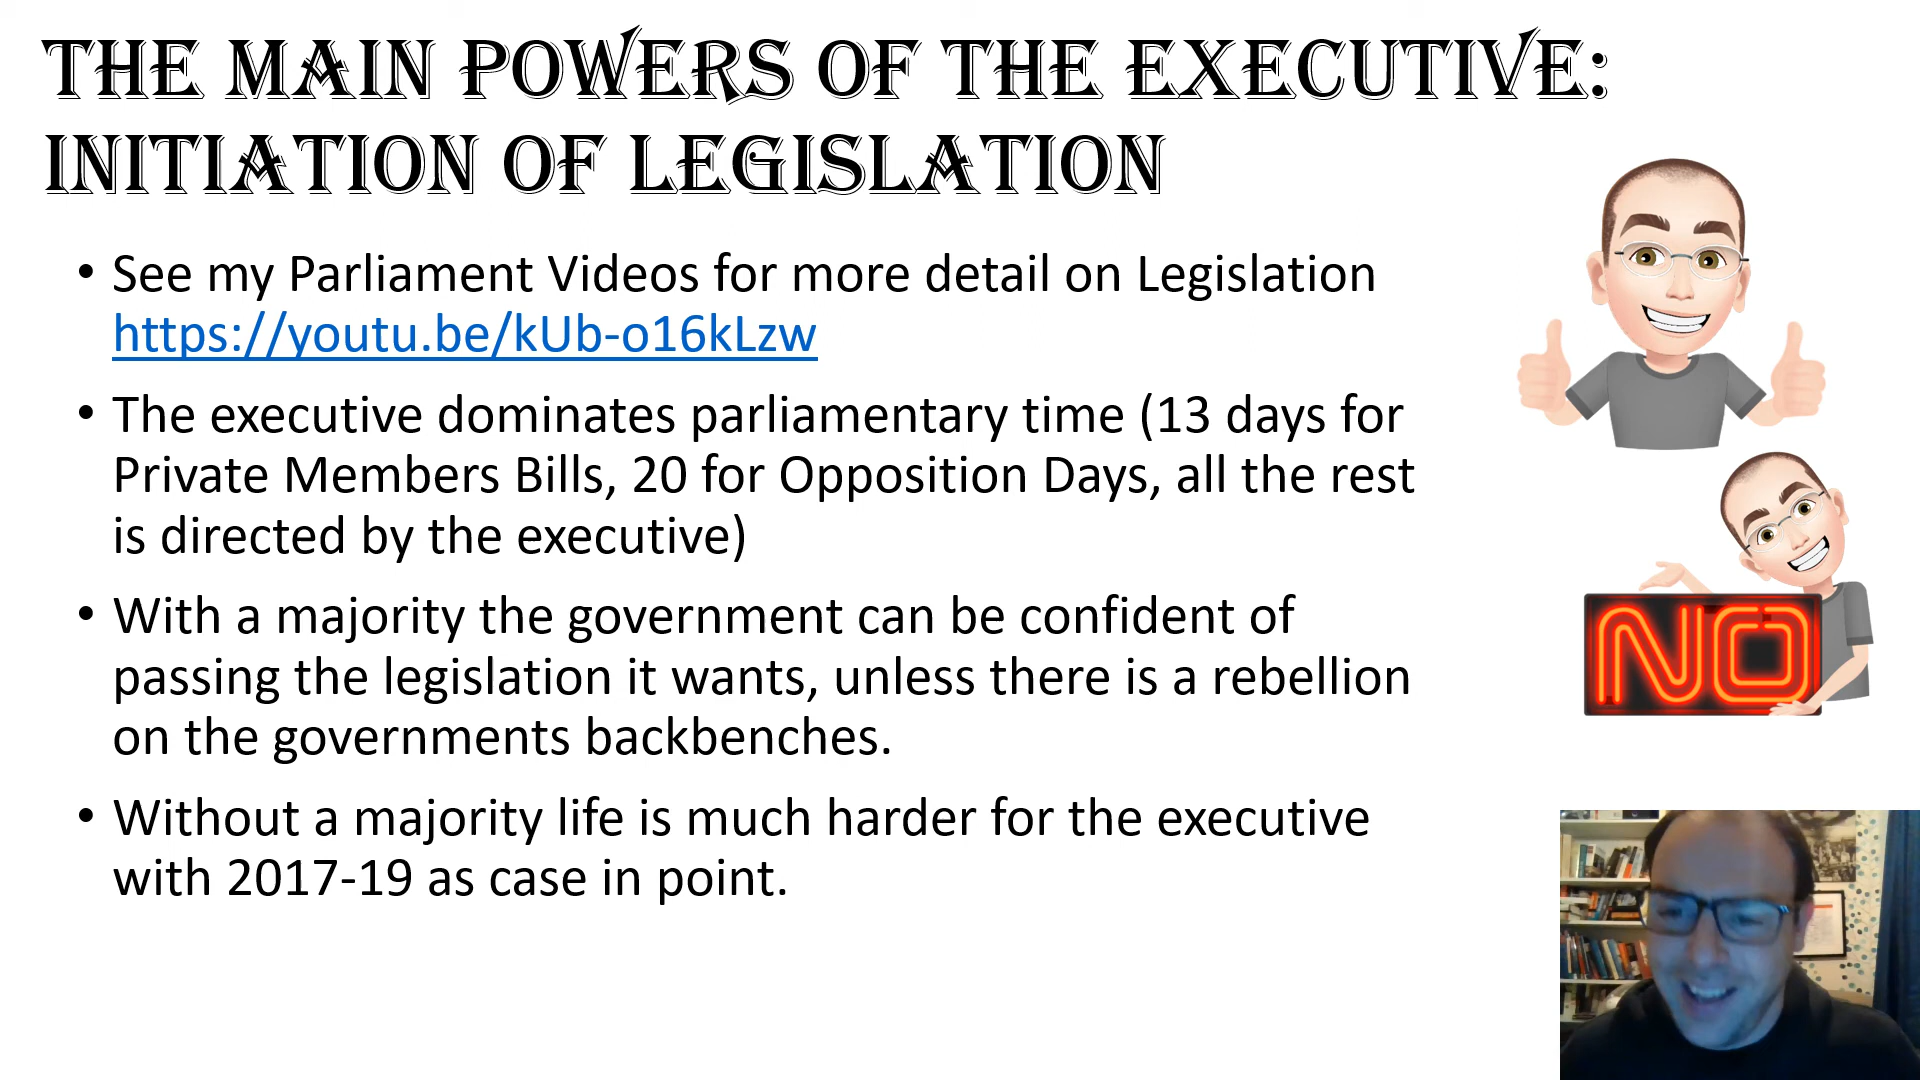 THE MAIN POWERS OF THE EXECUTIVE:
INITIATION OF LEGISLATION
• See my Parliament Videos for more detail on Legislation
https://youtu.be/kUb-o16kLzw
• The executive dominates parliamentary time (13 days for
Private Members Bills, 20 for Opposition Days, all the rest
is directed by the executive)
• With a majority the government can be confident of
passing the legislation it wants, unless there is a rebellion
on the governments backbenches.
• Without a majority life is much harder for the executive
with 2017-19 as case in point.
NO